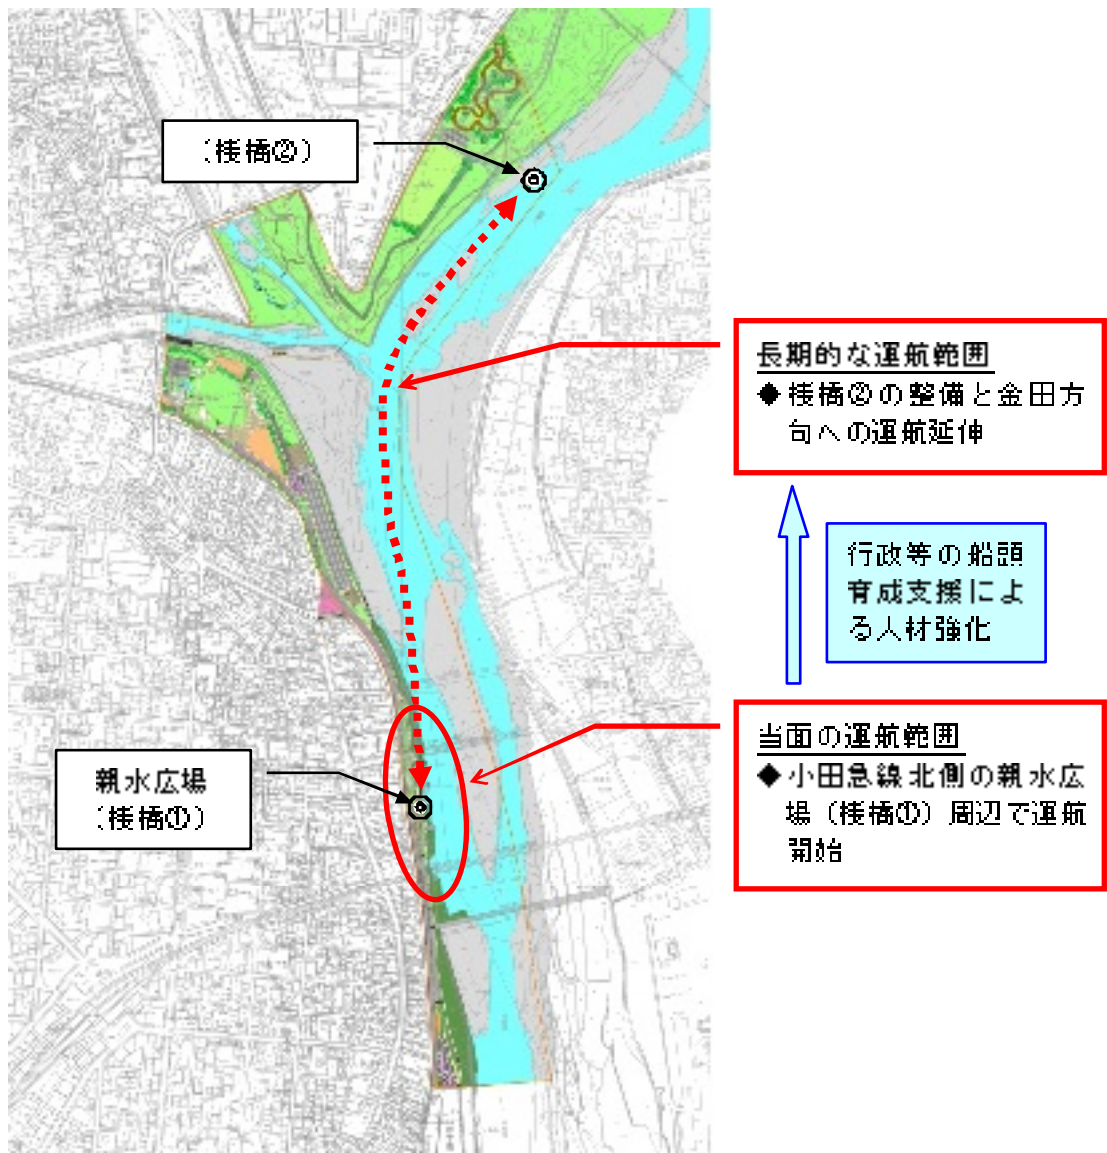 （桟橋②）
長期的な運航範囲
◆桟橋②の整備と金田方
向への運航延伸
行政等の船頭
育成支援によ
る人材強化
当面の運航範囲
◆小田急線北側の親水広
場（桟橋①）周辺で運航
開始
親水広場
（桟橋①）